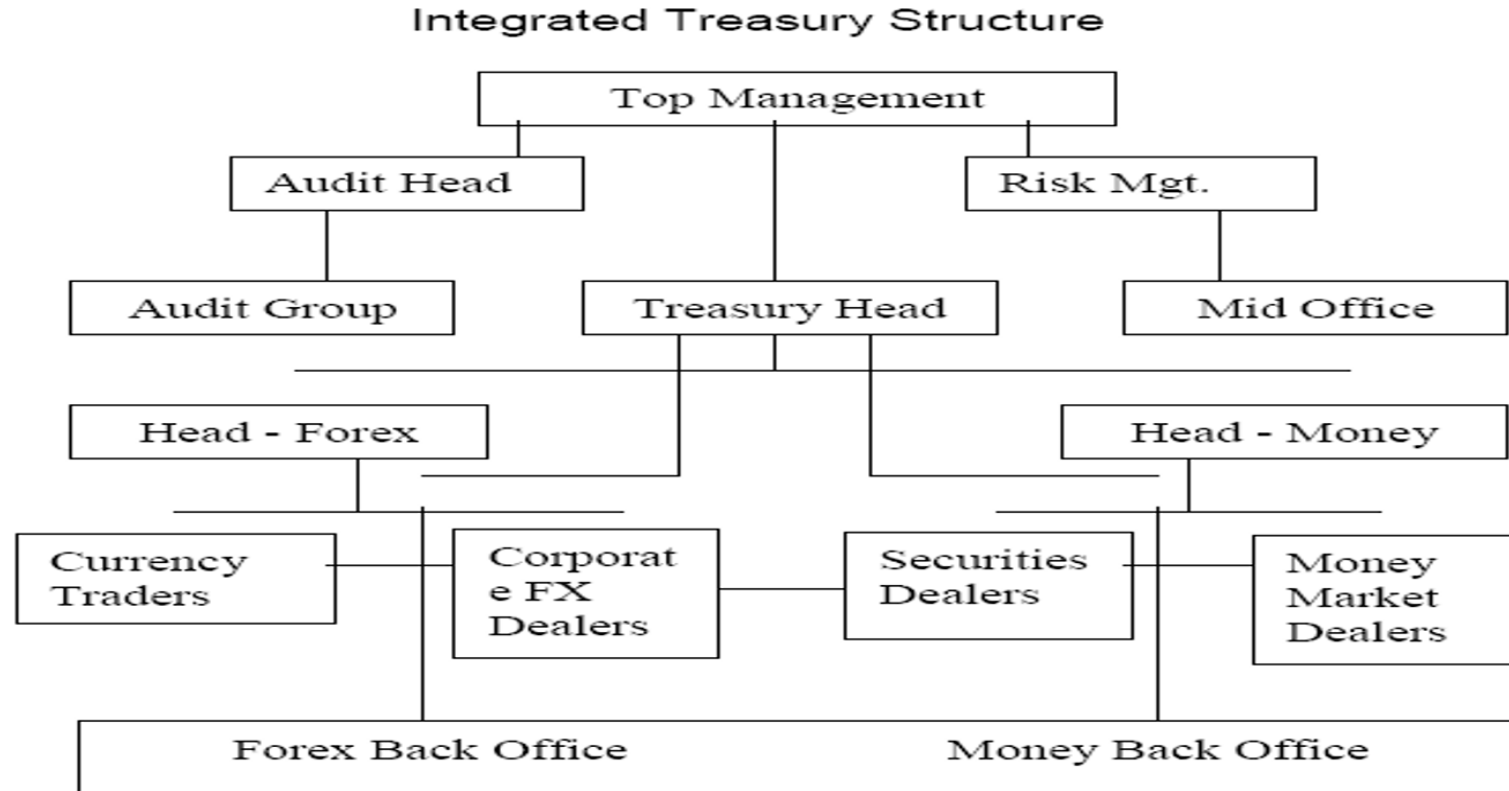 Integrated Treasury Structure
Top Management
Audit Head
Risk Mgt.
Audit Group
Treasury Head
Mid Office
Head - Forex
Head - Money
Currency
Traders
Corporat
e FX
Dealers
Securities
Dealers
Money
Market
Dealers
Forex Back Office
Money Back Office